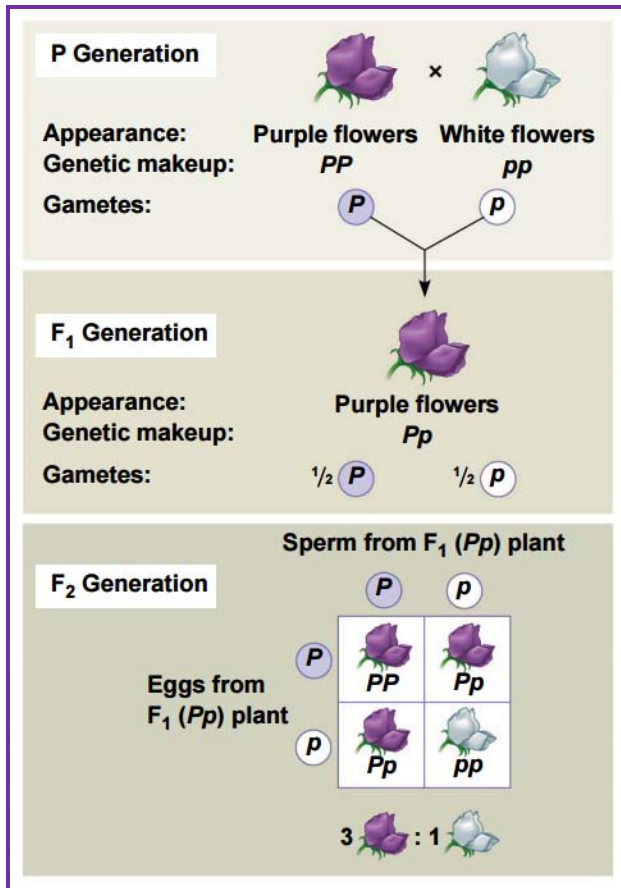 P Generation
×
Appearance: Purple flowers White flowers
Genetic makeup: PP pp
Gametes: P p
F1 Generation
Appearance: Purple flowers
Genetic makeup: Pp
Gametes: 1/2 P 1/2 p
Sperm from F1 (Pp) plant
F2 Generation
P p
P
Eggs from
F1 (Pp) plant
PP Pp
p
Pp pp
3 : 1